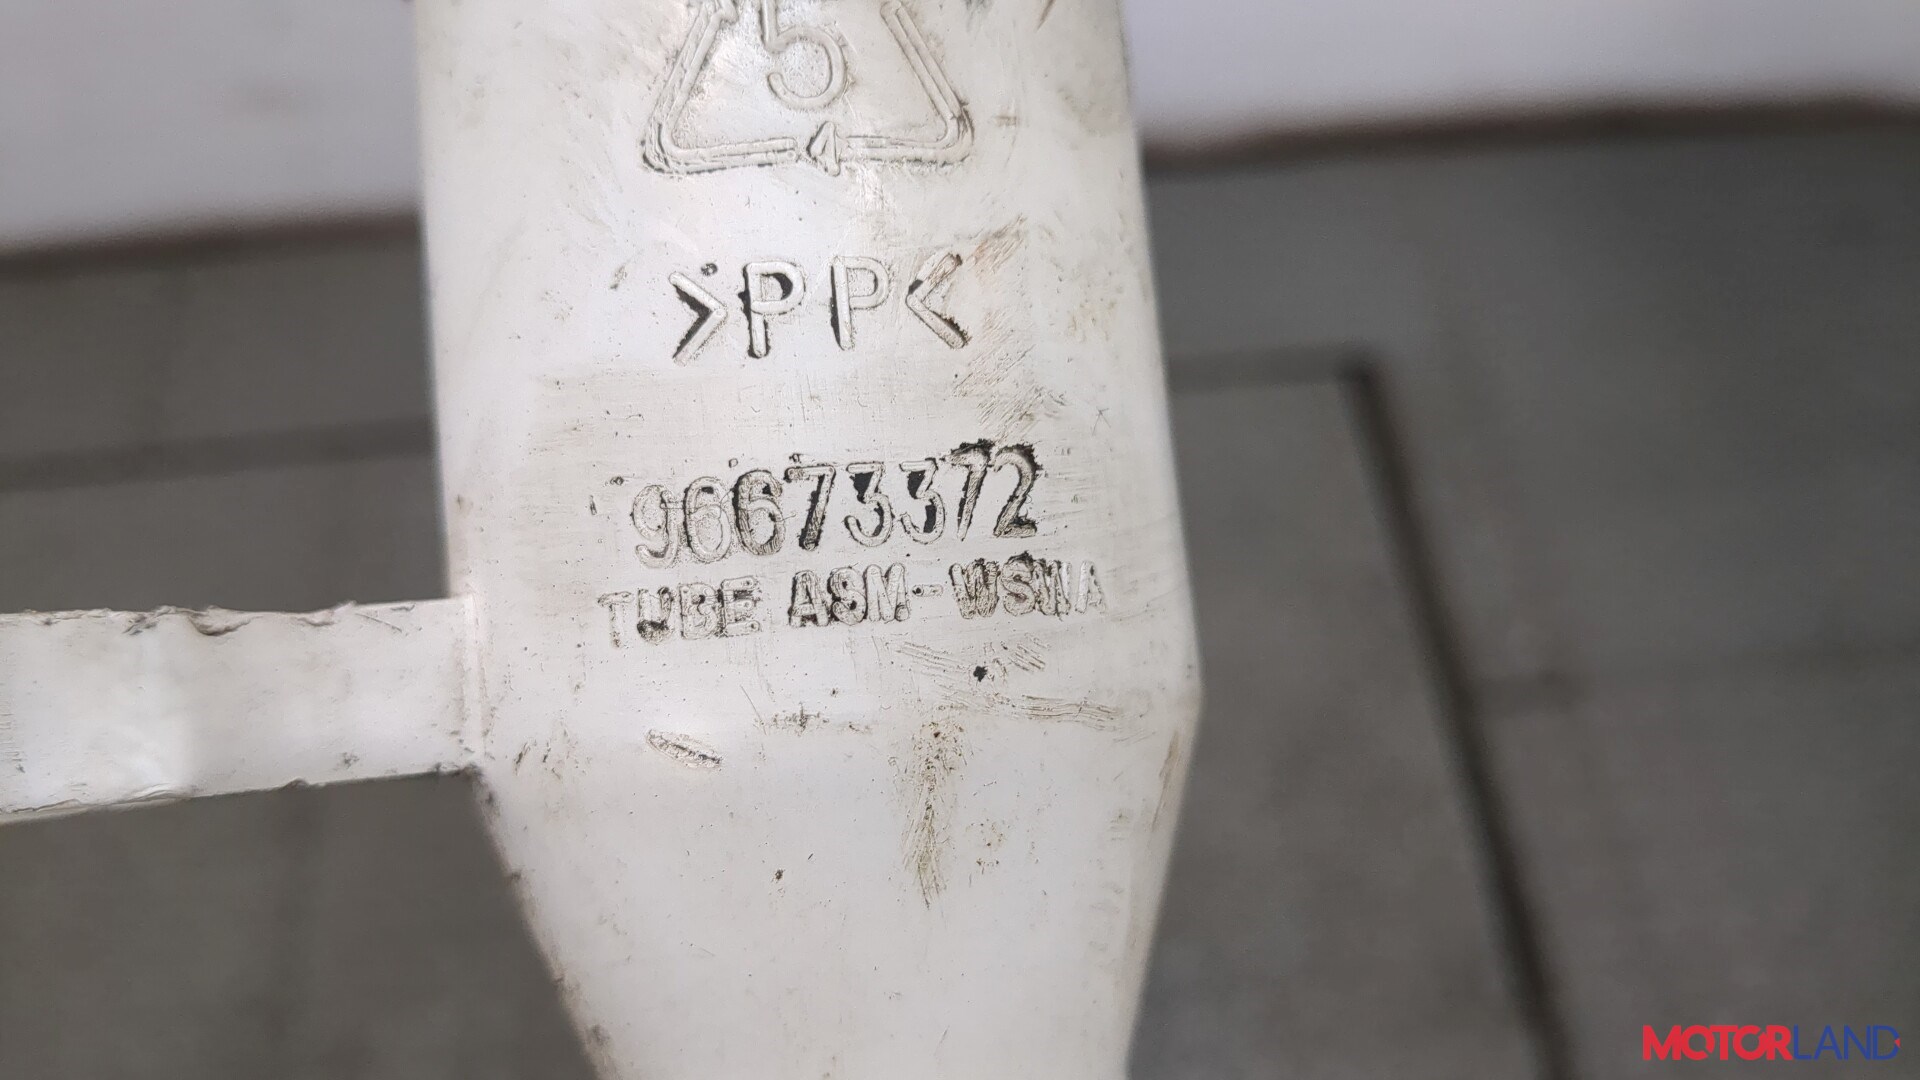 5
>PP<
96673372
TUBE ASM-WSWA
MOTORLAND